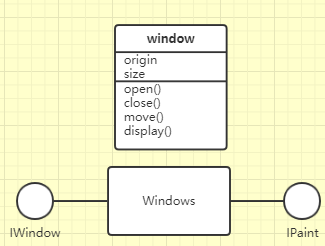 window
origin
size
open()
close()
move()
display()
Windows
IWindow
IPaint